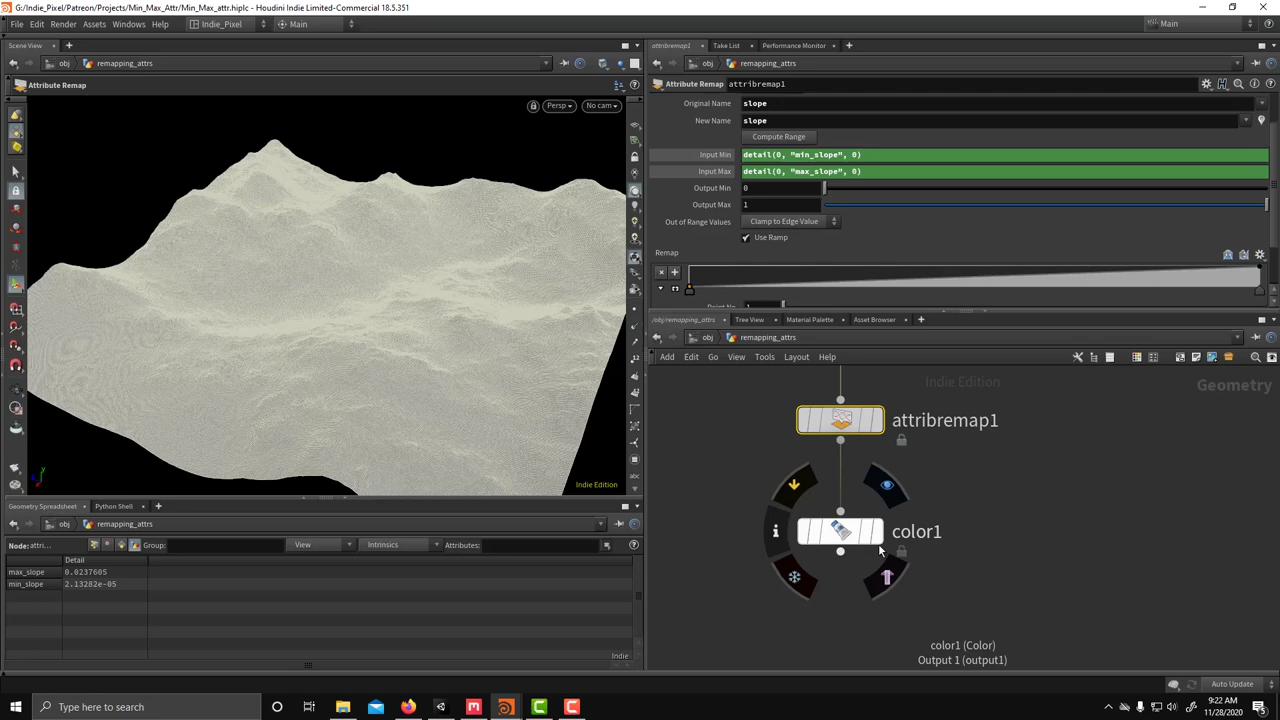 G:/Indie_Pixel/Patreon/Projects/Min_Max_Attr/Min_Max_attr.hiplc - Houdini Indie Limited-Commercial 18.5.351
File Edit Render Assets Windows Help Indie_Pixel Main Main
Scene View
obj remapping_attrs
Attribute Remap
Persp No cam
Indie Edition
attribremap1 Take List Performance Monitor
obj remapping_attrs
Attribute Remap attribremap1
Original Name slope
New Name slope
Compute Range
Input Min detail(0, "min_slope", 0)
Input Max detail(0, "max_slope", 0)
Output Min 0
Output Max 1
Out of Range Values Clamp to Edge Value
Use Ramp
Remap
Point No. 1
/obj/remapping_attrs Tree View Material Palette Asset Browser
obj remapping_attrs
Add Edit Go View Tools Layout Help
Indie Edition
Geometry
attribremap1
color1
color1 (Color)
Output 1 (output1)
Geometry Spreadsheet Python Shell
obj remapping_attrs
Node: attri... Group: View Intrinsics Attributes:
Detail
max_slope 0.0237605
min_slope 2.13282e-05
Indie
Auto Update
Type here to search
9:22 AM
11/28/2020